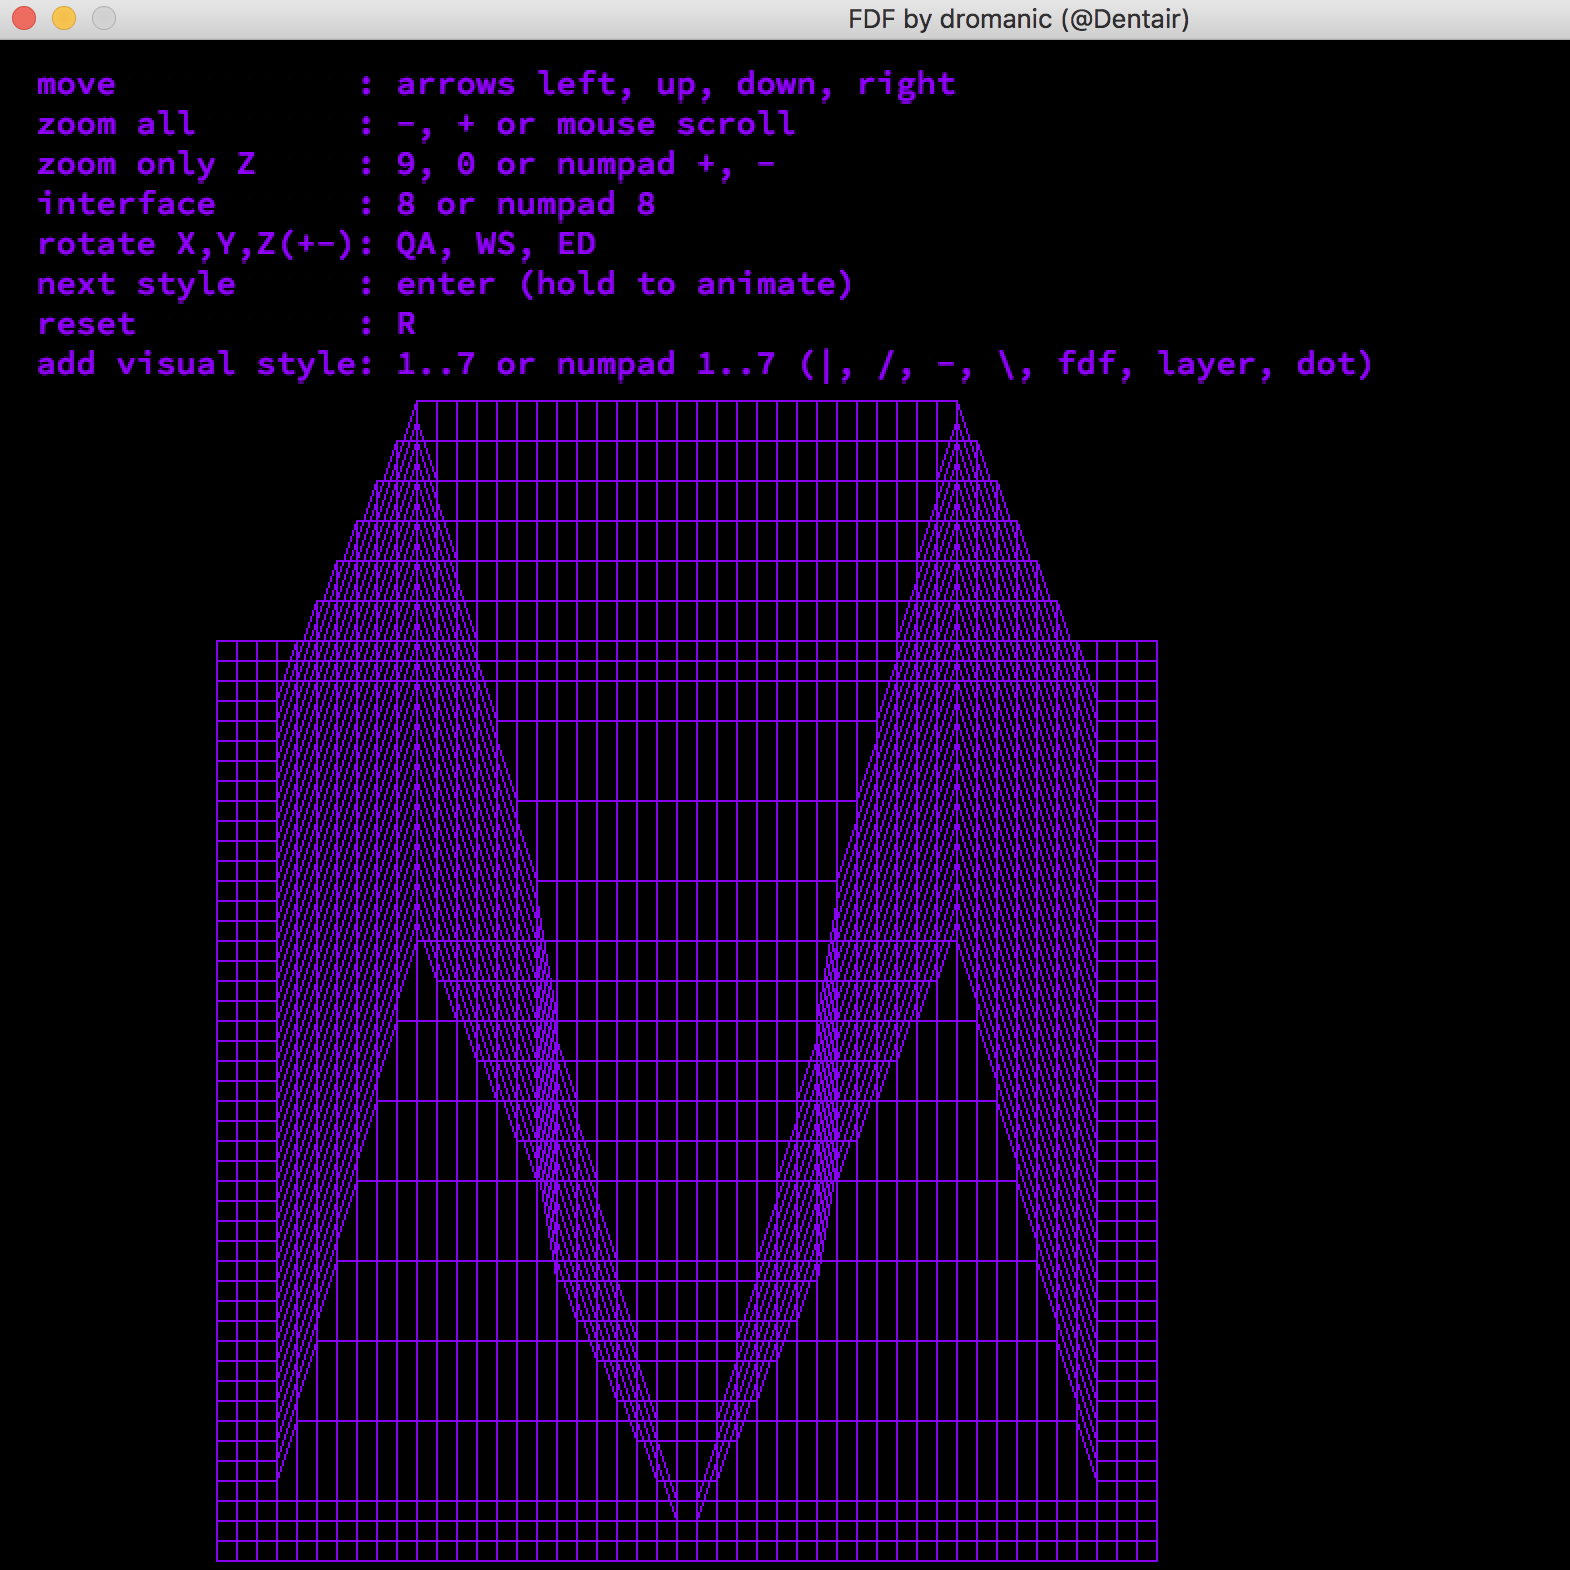 FDF by dromanic (@Dentair)
move            : arrows left, up, down, right
zoom all        : -, + or mouse scroll
zoom only Z     : 9, 0 or numpad +, -
interface       : 8 or numpad 8
rotate X,Y,Z(+-): QA, WS, ED
next style      : enter (hold to animate)
reset           : R
add visual style: 1..7 or numpad 1..7 (|, /, -, \, fdf, layer, dot)